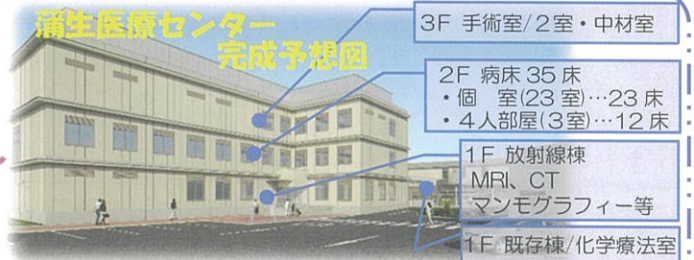 蒲生医療センター
完成予想図
3F 手術室/2室・中材室
2F 病床35床
・個　室(23室)…23床
・4人部屋(3室)…12床
1F 放射線棟
MRI、CT
マンモグラフィー等
1F 既存棟/化学療法室